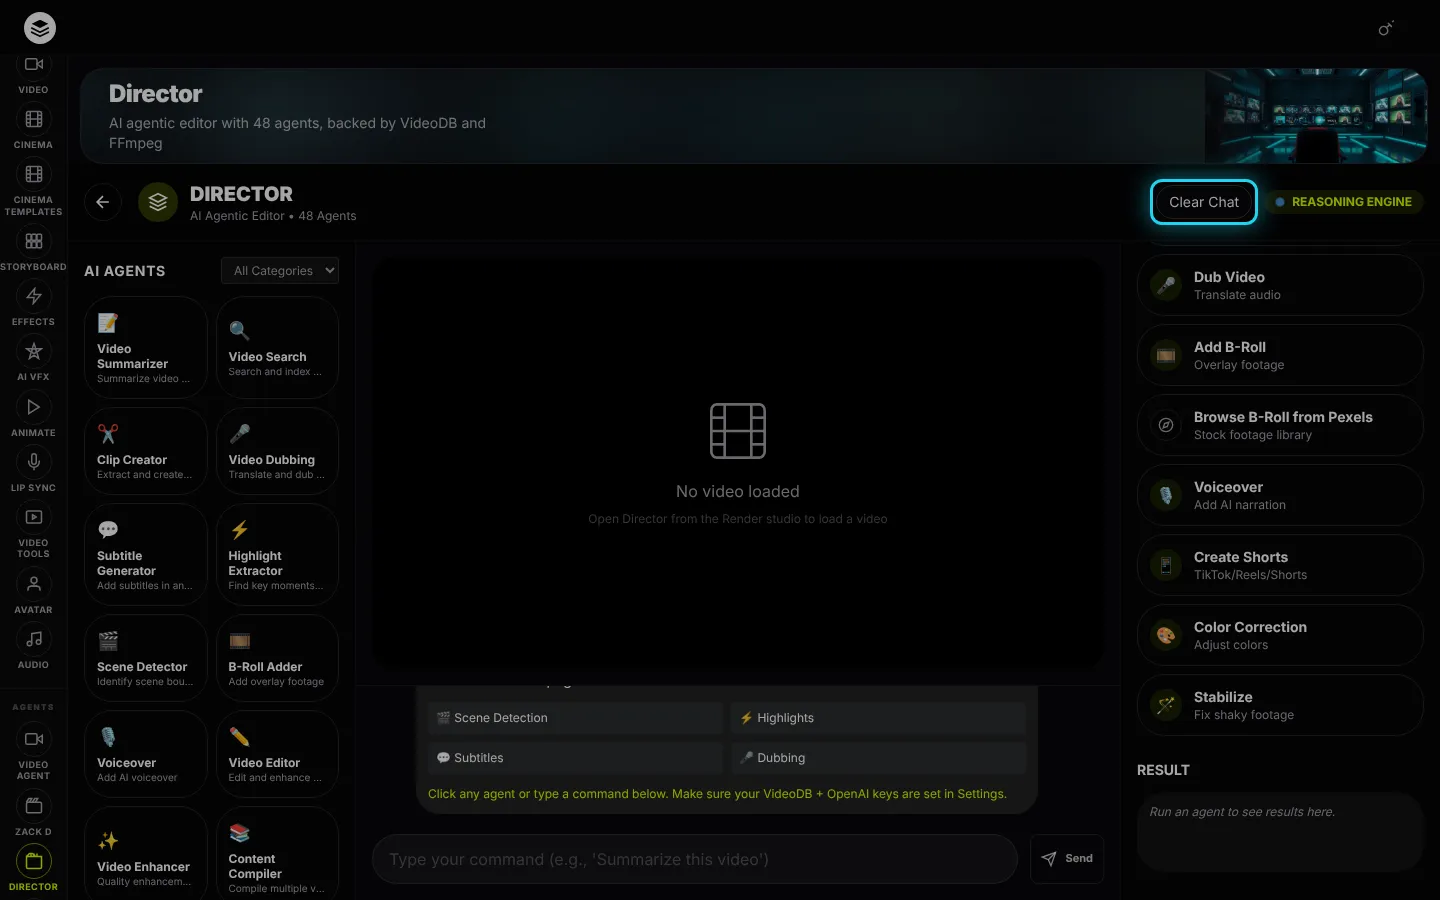 VIDEO
CINEMA
CINEMA
TEMPLATES
STORYBOARD
EFFECTS
AI VFX
ANIMATE
LIP SYNC
VIDEO
TOOLS
AVATAR
AUDIO
AGENTS
VIDEO
AGENT
ZACK D
DIRECTOR
Director
AI agentic editor with 48 agents, backed by VideoDB and
FFmpeg
DIRECTOR
AI Agentic Editor • 48 Agents
Clear Chat
REASONING ENGINE
AI AGENTS
All Categories
Video
Summarizer
Summarize video ...
Video Search
Search and index ...
Clip Creator
Extract and create...
Video Dubbing
Translate and dub ...
Subtitle
Generator
Add subtitles in an...
Highlight
Extractor
Find key moments...
Scene Detector
Identify scene bou...
B-Roll Adder
Add overlay footage
Voiceover
Add AI voiceover
Video Editor
Edit and enhance ...
Video Enhancer
Quality enhancem...
Content
Compiler
Compile multiple v...
No video loaded
Open Director from the Render studio to load a video
Scene Detection
Highlights
Subtitles
Dubbing
Click any agent or type a command below. Make sure your VideoDB + OpenAI keys are set in Settings.
Type your command (e.g., 'Summarize this video')
Send
Dub Video
Translate audio
Add B-Roll
Overlay footage
Browse B-Roll from Pexels
Stock footage library
Voiceover
Add AI narration
Create Shorts
TikTok/Reels/Shorts
Color Correction
Adjust colors
Stabilize
Fix shaky footage
RESULT
Run an agent to see results here.